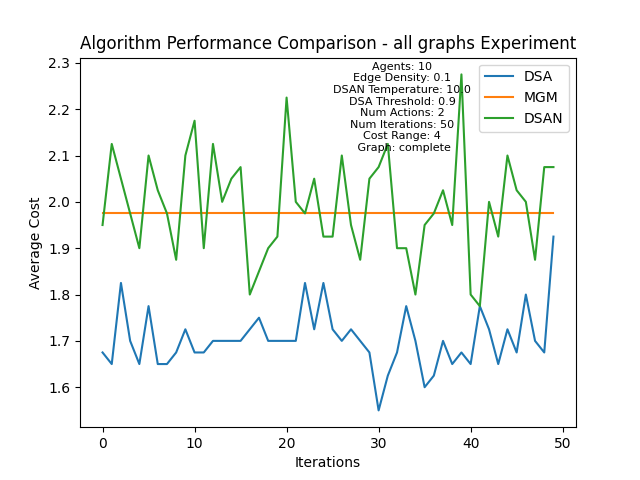 Algorithm Performance Comparison - all graphs Experiment
Agents: 10
Edge Density: 0.1
DSAN Temperature: 10.0
DSA Threshold: 0.9
Num Actions: 2
Num Iterations: 50
Cost Range: 4
Graph: complete
DSA
MGM
DSAN
Average Cost
2.3
2.2
2.1
2.0
1.9
1.8
1.7
1.6
0 10 20 30 40 50
Iterations